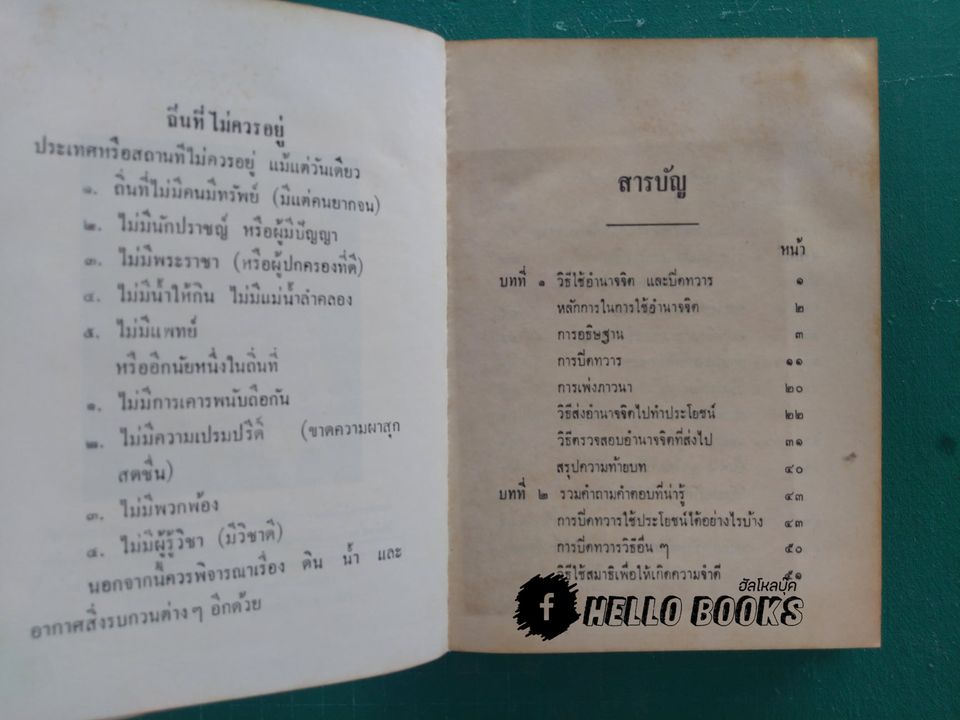 ถิ่นที่ ไม่ควรอยู่
ประเทศหรือสถานที่ไม่ควรอยู่ แม้แต่วันเดียว
๑. ถิ่นที่ไม่มีคนมีทรัพย์ (มีแต่คนยากจน)
๒. ไม่มีนักปราชญ์ หรือผู้มีปัญญา
๓. ไม่มีพระราชา (หรือผู้ปกครองที่ดี)
๔. ไม่มีน้ำให้กิน ไม่มีแม่น้ำลำคลอง
๕. ไม่มีแพทย์
หรืออีกนัยหนึ่งในถิ่นที่
๑. ไม่มีการเคารพนับถือกัน
๒. ไม่มีความเปรมปรีดิ์ (ขาดความผาสุก
สดชื่น)
๓. ไม่มีพวกพ้อง
๔. ไม่มีผู้รู้วิชา (มีวิชาดี)
นอกจากนี้ควรพิจารณาเรื่อง ดิน น้ำ และ
อากาศสิ่งรบกวนต่างๆ อีกด้วย
สารบัญ
หน้า
บทที่ ๑ วิธีใช้อำนาจจิต และปิดทวาร ๑
หลักการในการใช้อำนาจจิต ๒
การอธิษฐาน ๓
การปิดทวาร ๑๑
การเพ่งภาวนา ๒๐
วิธีส่งอำนาจจิตไปทำประโยชน์ ๒๒
วิธีตรวจสอบอำนาจจิตที่ส่งไป ๓๑
สรุปความท้ายบท ๔๐
บทที่ ๒ รวมคำถามคำตอบที่น่ารู้ ๔๓
การปิดทวารใช้ประโยชน์ได้อย่างไรบ้าง ๔๓
การปิดทวารวิธีอื่น ๆ ๕๐
วิธีใช้สมาธิเพื่อให้เกิดความจำดี ๕๑
ฮัลโหลบุ๊ค
f HELLO BOOKS